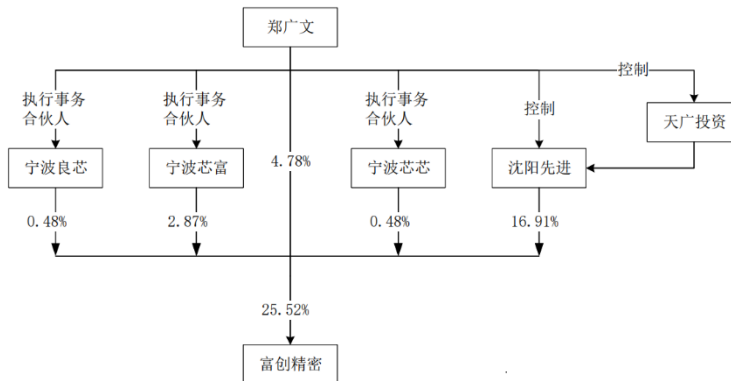 郑广文
控制
执行事务
合伙人
执行事务
合伙人
执行事务
合伙人
控制
天广投资
宁波良芯
宁波芯富
4.78%
宁波芯芯
沈阳先进
0.48%
2.87%
0.48%
16.91%
25.52%
富创精密